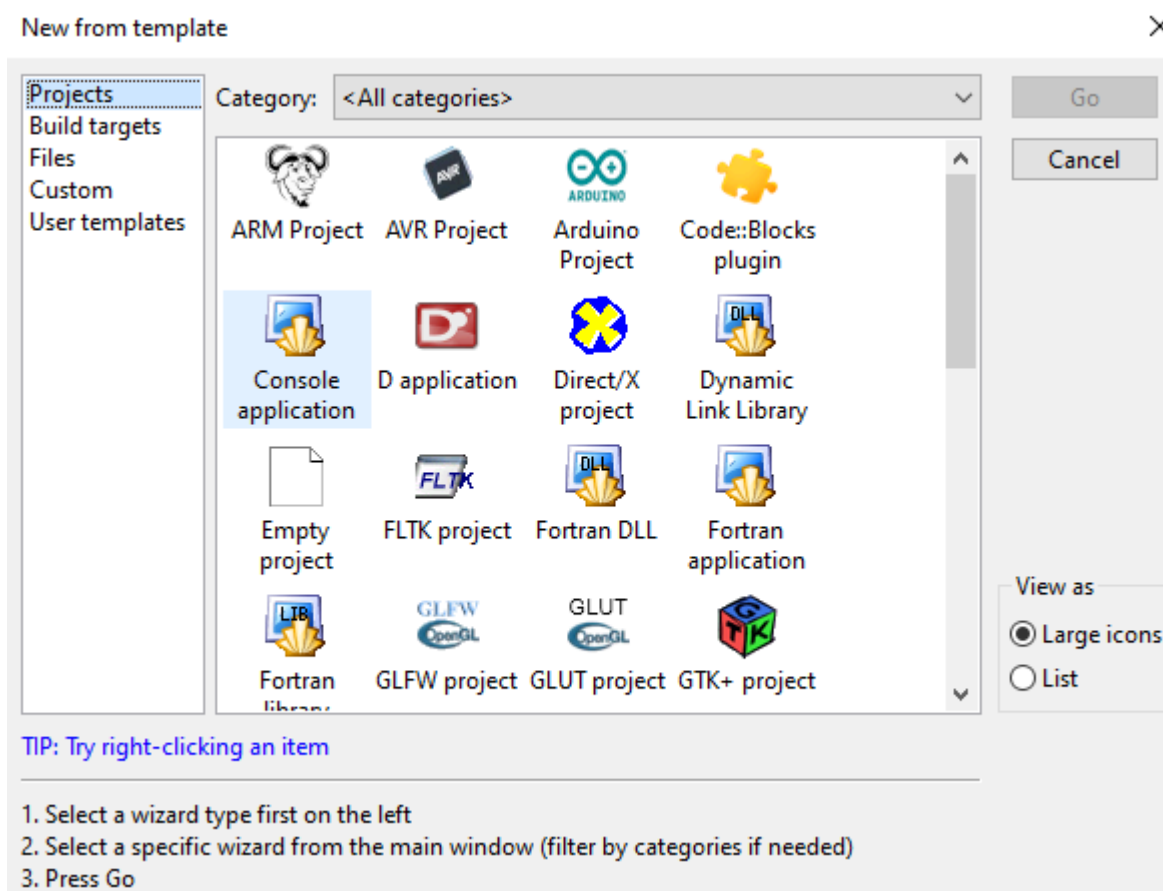 New from template
Projects
Build targets
Files
Custom
User templates
Category: <All categories>
Go
Cancel
AVR
ARDUINO
ARM Project AVR Project Arduino Project Code::Blocks plugin
DLL
Console application D application Direct/X project Dynamic Link Library
FLTK
DLL
Empty project FLTK project Fortran DLL Fortran application
LIB
GLFW
OpenGL
GLUT
OpenGL
GTK
Fortran library GLFW project GLUT project GTK+ project
View as
Large icons
List
TIP: Try right-clicking an item
1. Select a wizard type first on the left
2. Select a specific wizard from the main window (filter by categories if needed)
3. Press Go